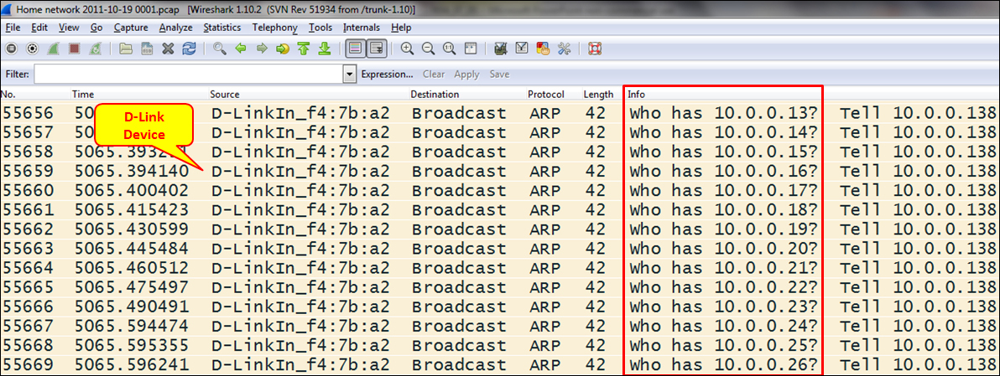 Home network 2011-10-19 0001.pcap [Wireshark 1.10.2 (SVN Rev 51934 from /trunk-1.10)]
File Edit View Go Capture Analyze Statistics Telephony Tools Internals Help
Filter: Expression... Clear Apply Save
No. Time Source Destination Protocol Length Info
55656 50 D-LinkIn_f4:7b:a2 Broadcast ARP 42 Who has 10.0.0.13? Tell 10.0.0.138
D-Link
Device
55657 50 D-LinkIn_f4:7b:a2 Broadcast ARP 42 Who has 10.0.0.14? Tell 10.0.0.138
55658 D-LinkIn_f4:7b:a2 Broadcast ARP 42 Who has 10.0.0.15? Tell 10.0.0.138
55659 5065.394140 D-LinkIn_f4:7b:a2 Broadcast ARP 42 Who has 10.0.0.16? Tell 10.0.0.138
55660 5065.400402 D-LinkIn_f4:7b:a2 Broadcast ARP 42 Who has 10.0.0.17? Tell 10.0.0.138
55661 5065.415423 D-LinkIn_f4:7b:a2 Broadcast ARP 42 Who has 10.0.0.18? Tell 10.0.0.138
55662 5065.430599 D-LinkIn_f4:7b:a2 Broadcast ARP 42 Who has 10.0.0.19? Tell 10.0.0.138
55663 5065.445484 D-LinkIn_f4:7b:a2 Broadcast ARP 42 Who has 10.0.0.20? Tell 10.0.0.138
55664 5065.460512 D-LinkIn_f4:7b:a2 Broadcast ARP 42 Who has 10.0.0.21? Tell 10.0.0.138
55665 5065.475497 D-LinkIn_f4:7b:a2 Broadcast ARP 42 Who has 10.0.0.22? Tell 10.0.0.138
55666 5065.490491 D-LinkIn_f4:7b:a2 Broadcast ARP 42 Who has 10.0.0.23? Tell 10.0.0.138
55667 5065.594474 D-LinkIn_f4:7b:a2 Broadcast ARP 42 Who has 10.0.0.24? Tell 10.0.0.138
55668 5065.595355 D-LinkIn_f4:7b:a2 Broadcast ARP 42 Who has 10.0.0.25? Tell 10.0.0.138
55669 5065.596241 D-LinkIn_f4:7b:a2 Broadcast ARP 42 Who has 10.0.0.26? Tell 10.0.0.138